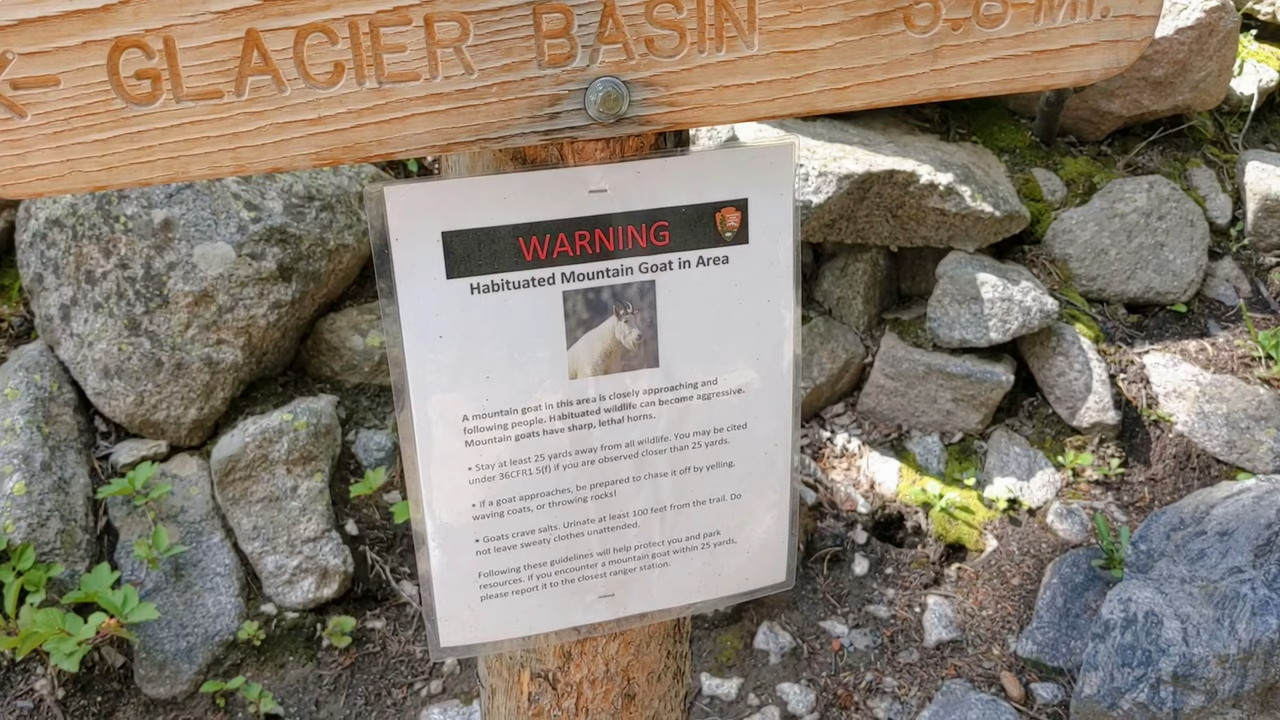 ← GLACIER BASIN 5.8 MI.
WARNING
Habituated Mountain Goat in Area
A mountain goat in this area is closely approaching and
following people. Habituated wildlife can become aggressive.
Mountain goats have sharp, lethal horns.
• Stay at least 25 yards away from all wildlife. You may be cited
under 36CFR1.5(f) if you are observed closer than 25 yards.
• If a goat approaches, be prepared to chase it off by yelling,
waving coats, or throwing rocks!
• Goats crave salts. Urinate at least 100 feet from the trail. Do
not leave sweaty clothes unattended.
Following these guidelines will help protect you and park
resources. If you encounter a mountain goat within 25 yards,
please report it to the closest ranger station.